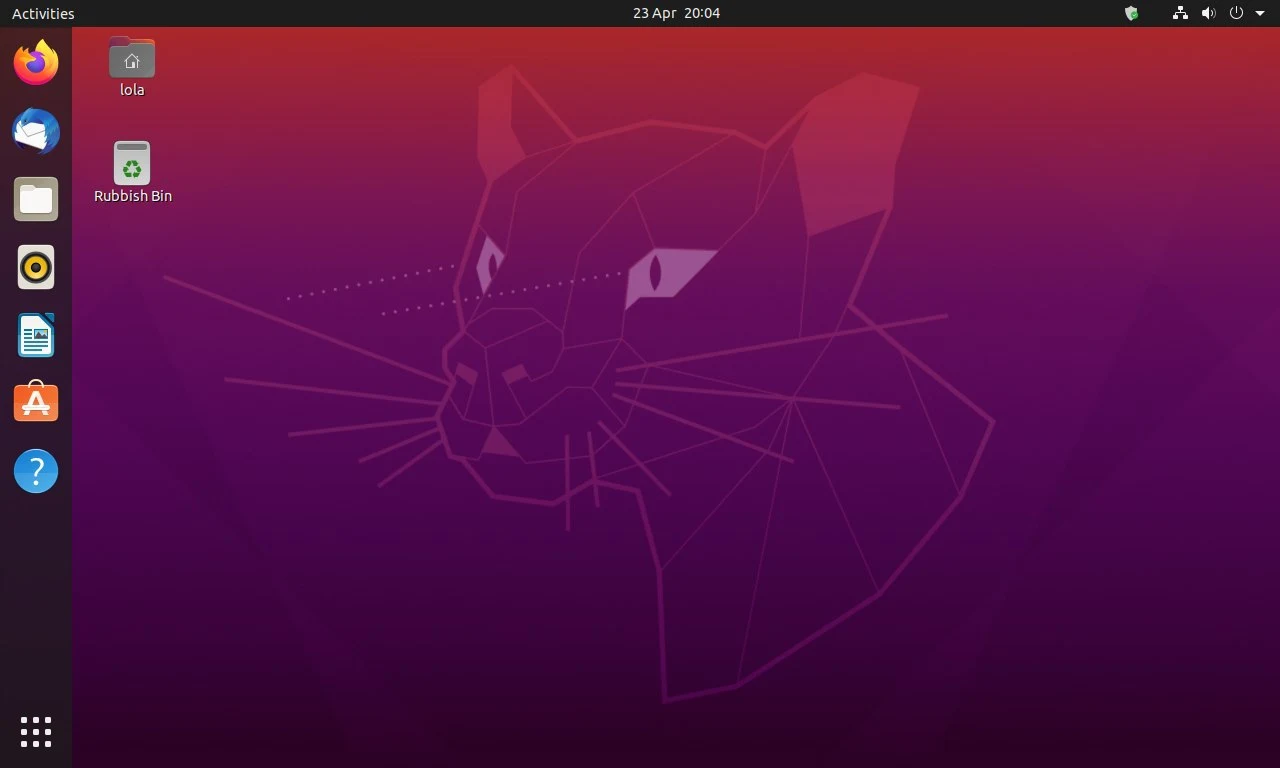 Activities
23 Apr 20:04
lola
Rubbish Bin